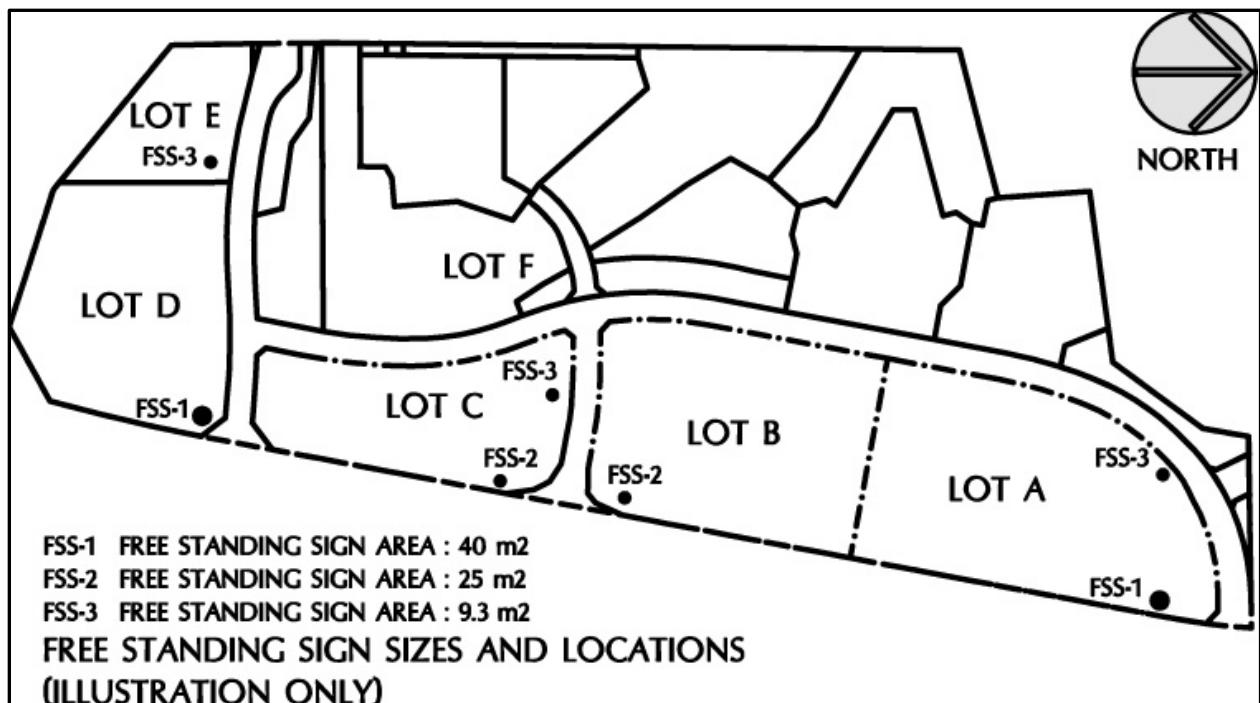 NORTH
LOT E
FSS-3
LOT D
FSS-1
LOT F
FSS-3
LOT C
FSS-2
LOT B
FSS-2
LOT A
FSS-3
FSS-1
FSS-1 FREE STANDING SIGN AREA : 40 m2
FSS-2 FREE STANDING SIGN AREA : 25 m2
FSS-3 FREE STANDING SIGN AREA : 9.3 m2
FREE STANDING SIGN SIZES AND LOCATIONS
(ILLUSTRATION ONLY)